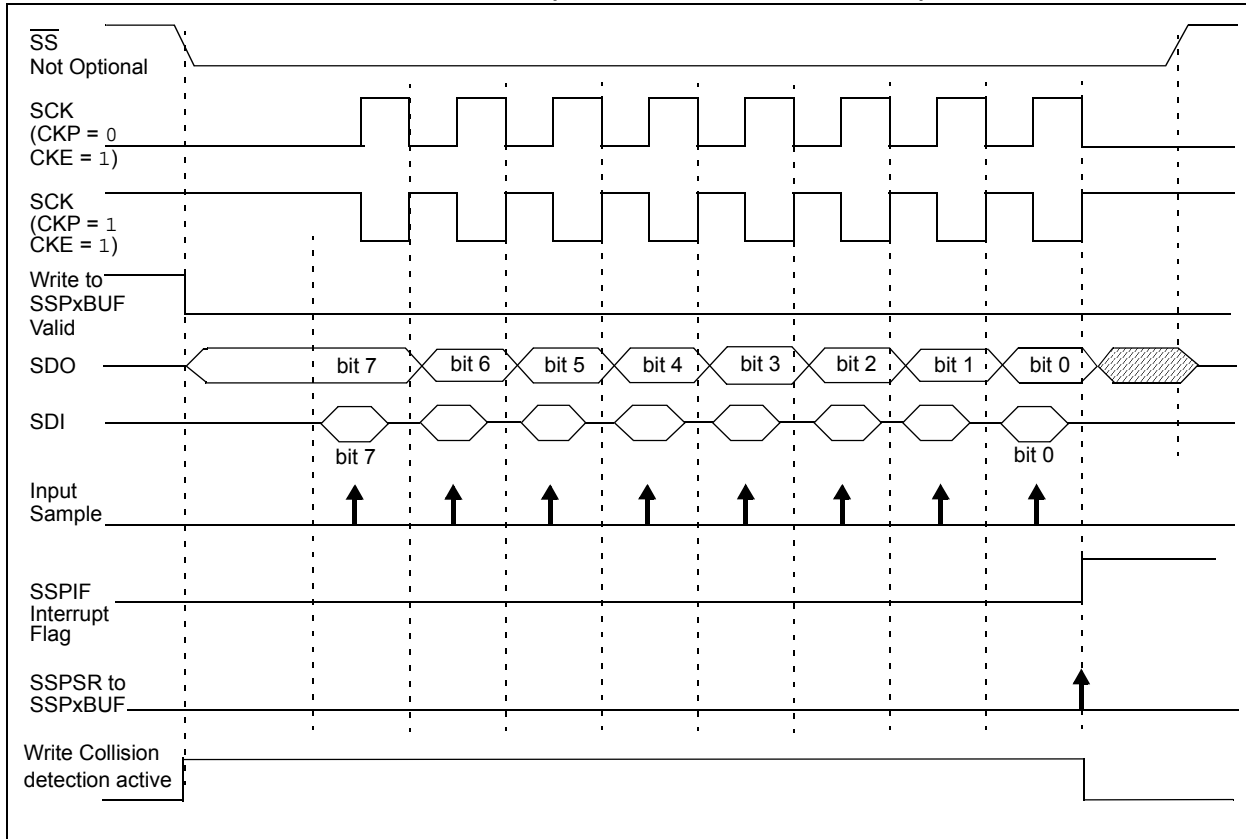 SS
Not Optional
SCK
(CKP = 0
CKE = 1)
SCK
(CKP = 1
CKE = 1)
Write to
SSPxBUF
Valid
SDO
bit 7 bit 6 bit 5 bit 4 bit 3 bit 2 bit 1 bit 0
SDI
bit 7 bit 0
Input
Sample
SSPIF
Interrupt
Flag
SSPSR to
SSPxBUF
Write Collision
detection active